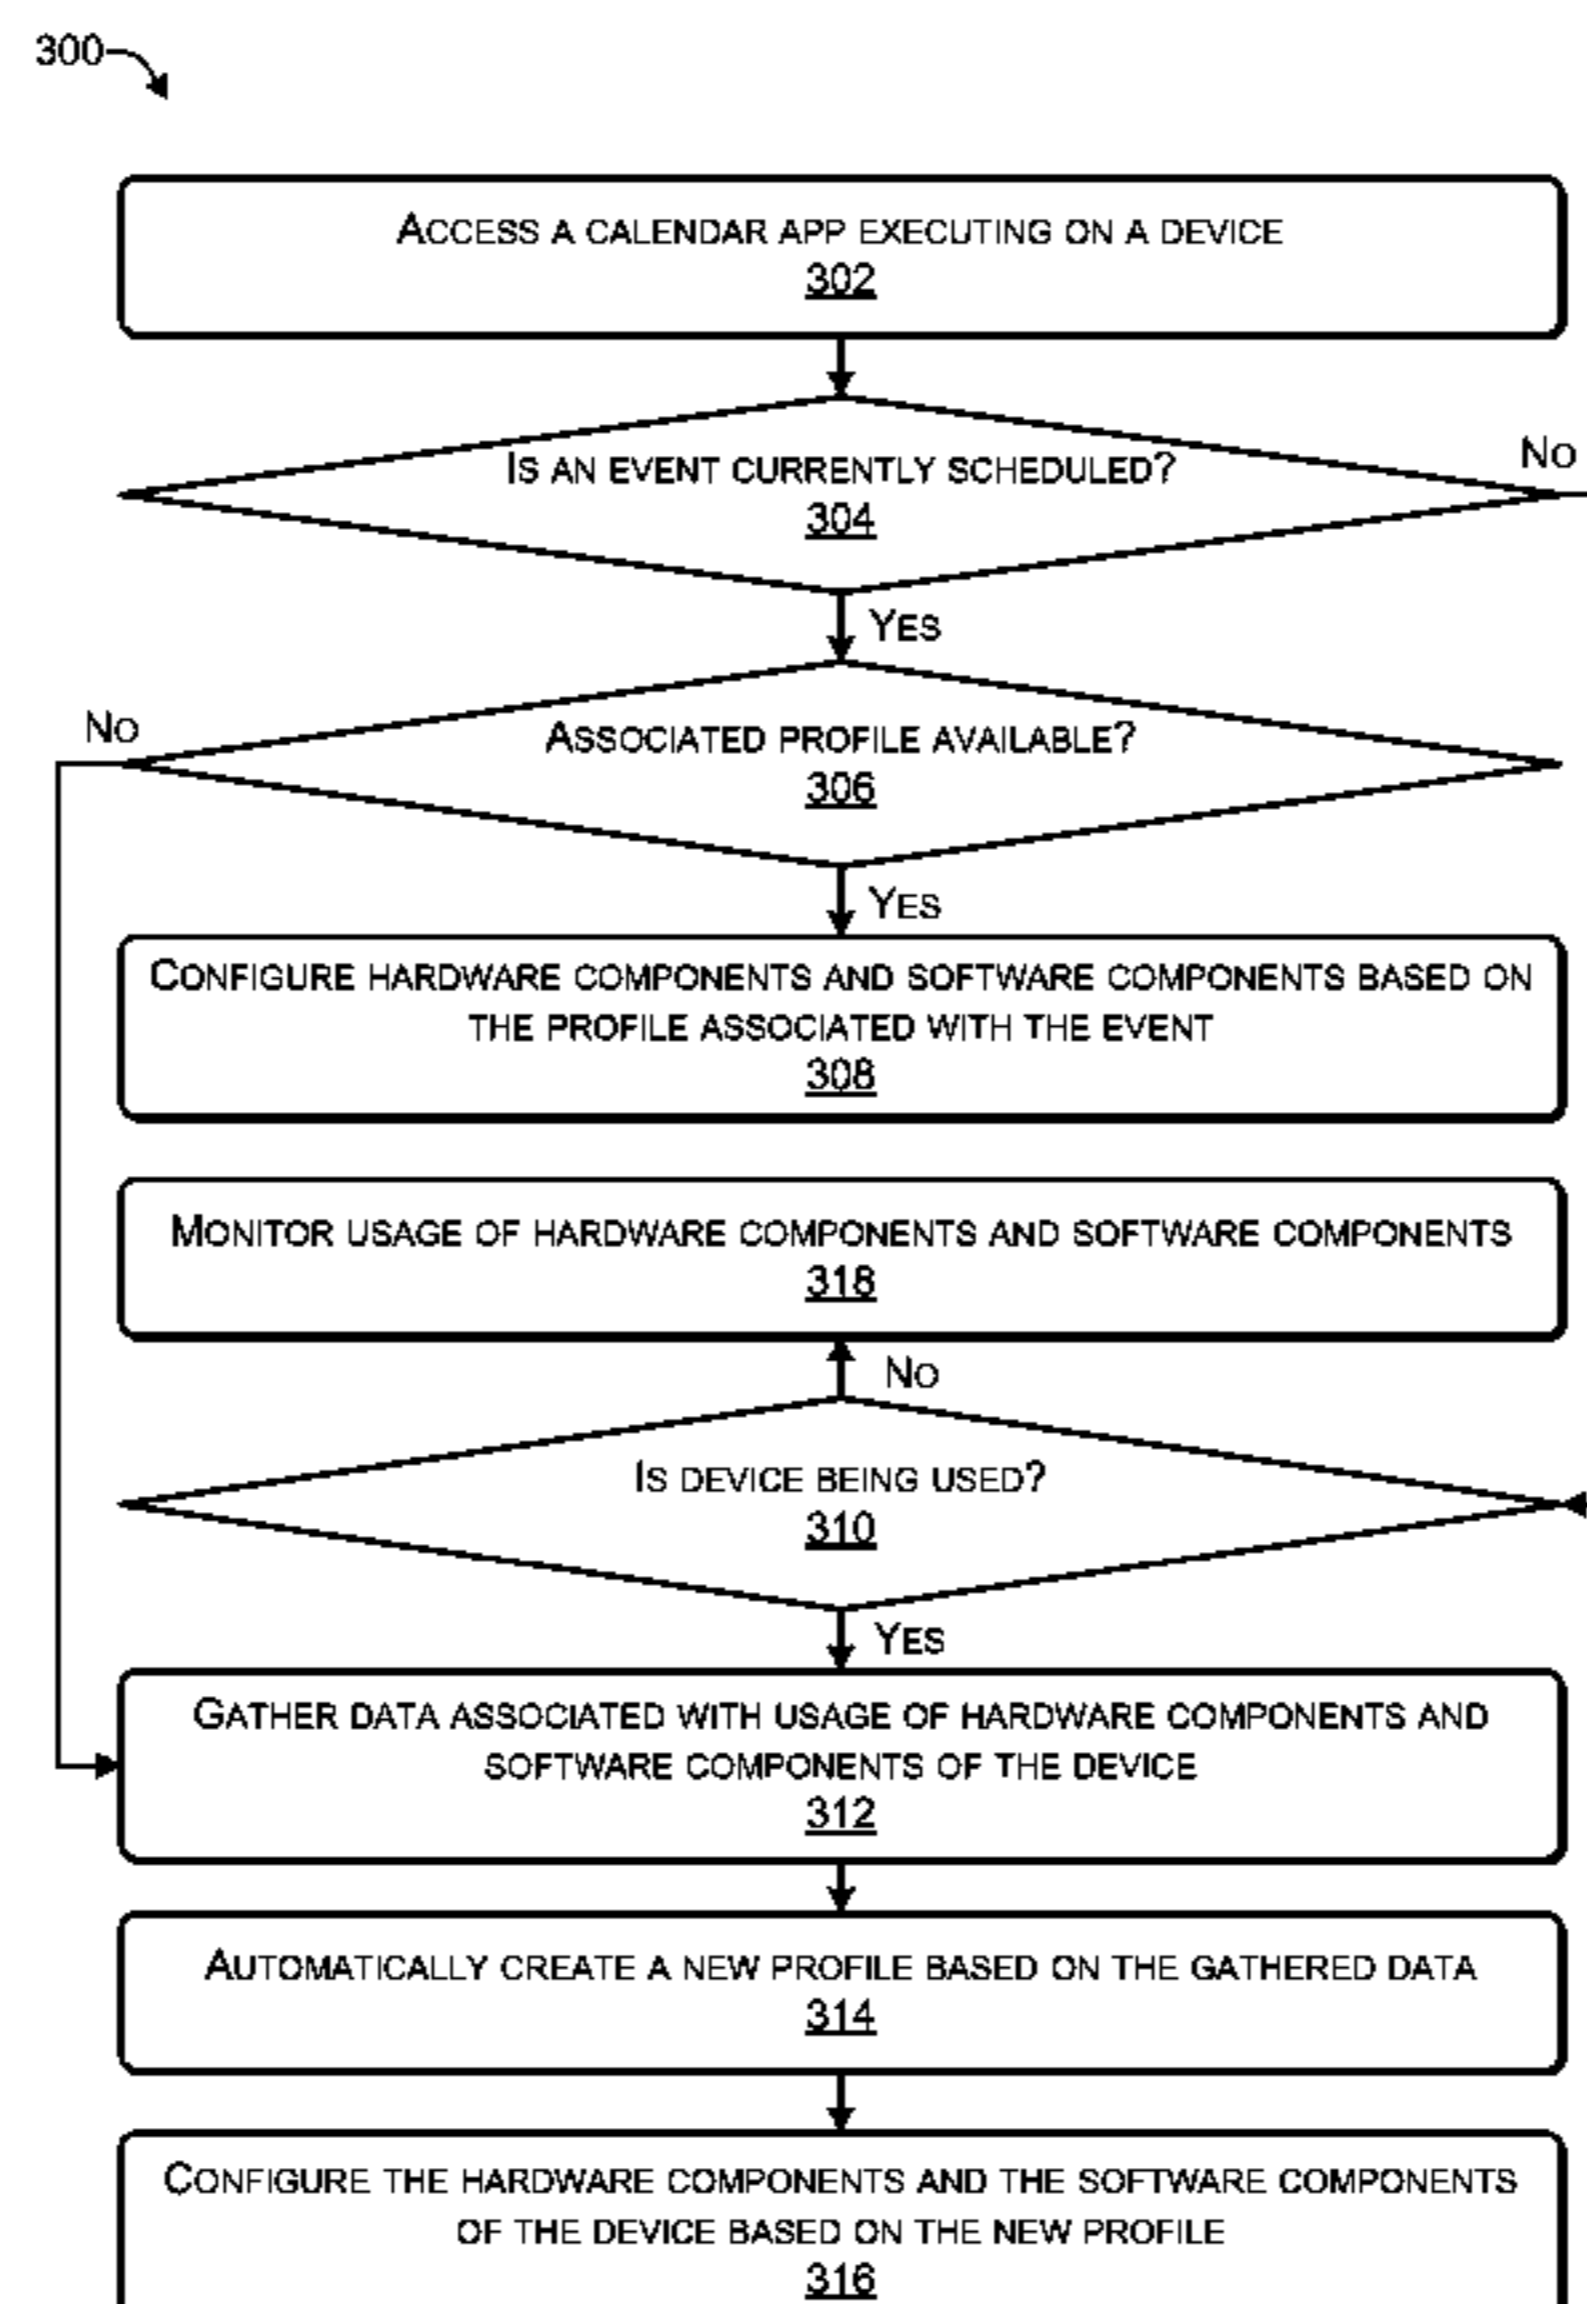 300
ACCESS A CALENDAR APP EXECUTING ON A DEVICE
302
IS AN EVENT CURRENTLY SCHEDULED?
304
NO
YES
NO
ASSOCIATED PROFILE AVAILABLE?
306
YES
CONFIGURE HARDWARE COMPONENTS AND SOFTWARE COMPONENTS BASED ON
THE PROFILE ASSOCIATED WITH THE EVENT
308
MONITOR USAGE OF HARDWARE COMPONENTS AND SOFTWARE COMPONENTS
318
NO
IS DEVICE BEING USED?
310
YES
GATHER DATA ASSOCIATED WITH USAGE OF HARDWARE COMPONENTS AND
SOFTWARE COMPONENTS OF THE DEVICE
312
AUTOMATICALLY CREATE A NEW PROFILE BASED ON THE GATHERED DATA
314
CONFIGURE THE HARDWARE COMPONENTS AND THE SOFTWARE COMPONENTS
OF THE DEVICE BASED ON THE NEW PROFILE
316